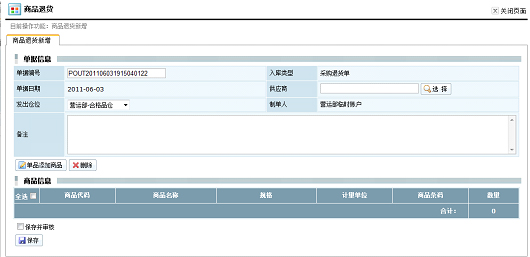 商品退货
关闭页面
目前操作功能: 商品退货新增
商品退货新增
单据信息
单据编号 POUT201106031915040122 入库类型 采购退货单
单据日期 2011-06-03 供应商 选 择
发出仓位 营运部-合格品仓 制单人 营运部临时账户
备注
单品添加商品 删除
商品信息
全选 商品代码 商品名称 规格 计量单位 商品条码 数量
合计: 0
保存并审核
保存